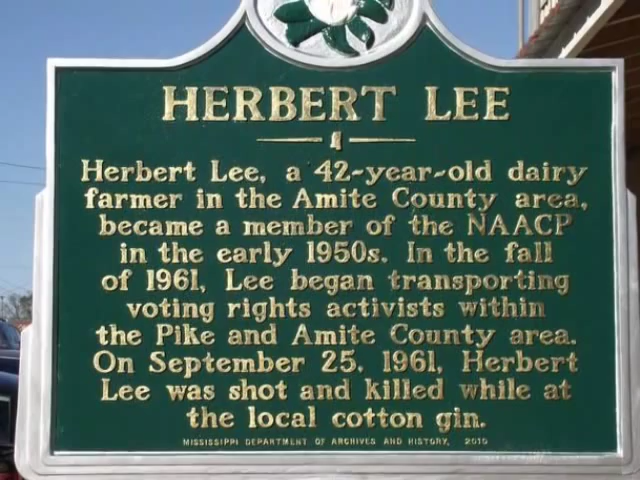 HERBERT LEE
Herbert Lee, a 42-year-old dairy
farmer in the Amite County area,
became a member of the NAACP
in the early 1950s. In the fall
of 1961, Lee began transporting
voting rights activists within
the Pike and Amite County area.
On September 25, 1961, Herbert
Lee was shot and killed while at
the local cotton gin.
MISSISSIPPI DEPARTMENT OF ARCHIVES AND HISTORY, 2010